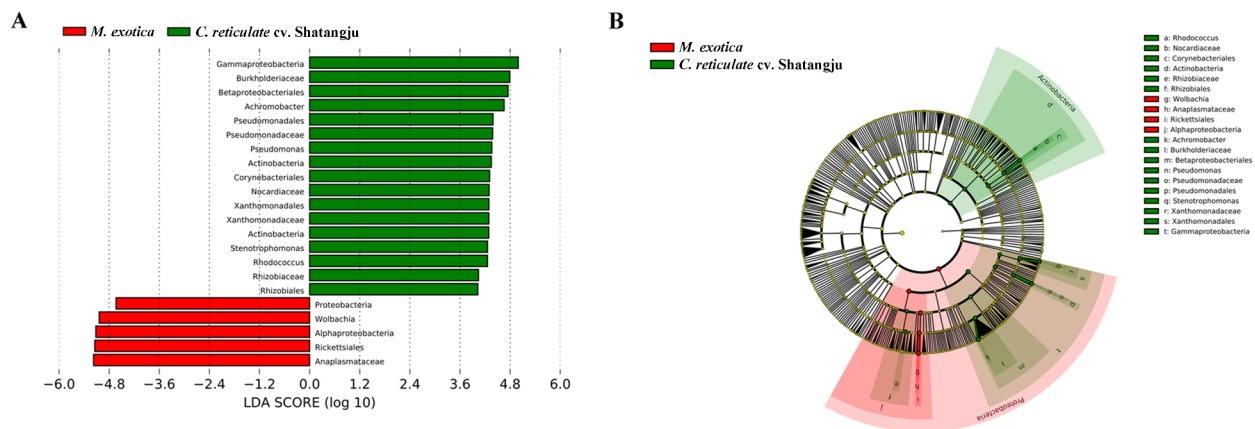 A
M. exotica
C. reticulate cv. Shatangju
Gammaproteobacteria
Burkholderiaceae
Betaproteobacteriales
Achromobacter
Pseudomonadales
Pseudomonadaceae
Pseudomonas
Actinobacteria
Corynebacteriales
Nocardiaceae
Xanthomonadales
Xanthomonadaceae
Actinobacteria
Stenotrophomonas
Rhodococcus
Rhizobiaceae
Rhizobiales
Proteobacteria
Wolbachia
Alphaproteobacteria
Rickettsiales
Anaplasmataceae
−6.0 −4.8 −3.6 −2.4 −1.2 0.0 1.2 2.4 3.6 4.8 6.0
LDA SCORE (log 10)
B
M. exotica
C. reticulate cv. Shatangju
Actinobacteria
d
c
b
a
s
r
q
p
o
n
t
m
l
k
Proteobacteria
g
h
i
e
f
j
a: Rhodococcus
b: Nocardiaceae
c: Corynebacteriales
d: Actinobacteria
e: Rhizobiaceae
f: Rhizobiales
g: Wolbachia
h: Anaplasmataceae
i: Rickettsiales
j: Alphaproteobacteria
k: Achromobacter
l: Burkholderiaceae
m: Betaproteobacteriales
n: Pseudomonas
o: Pseudomonadaceae
p: Pseudomonadales
q: Stenotrophomonas
r: Xanthomonadaceae
s: Xanthomonadales
t: Gammaproteobacteria